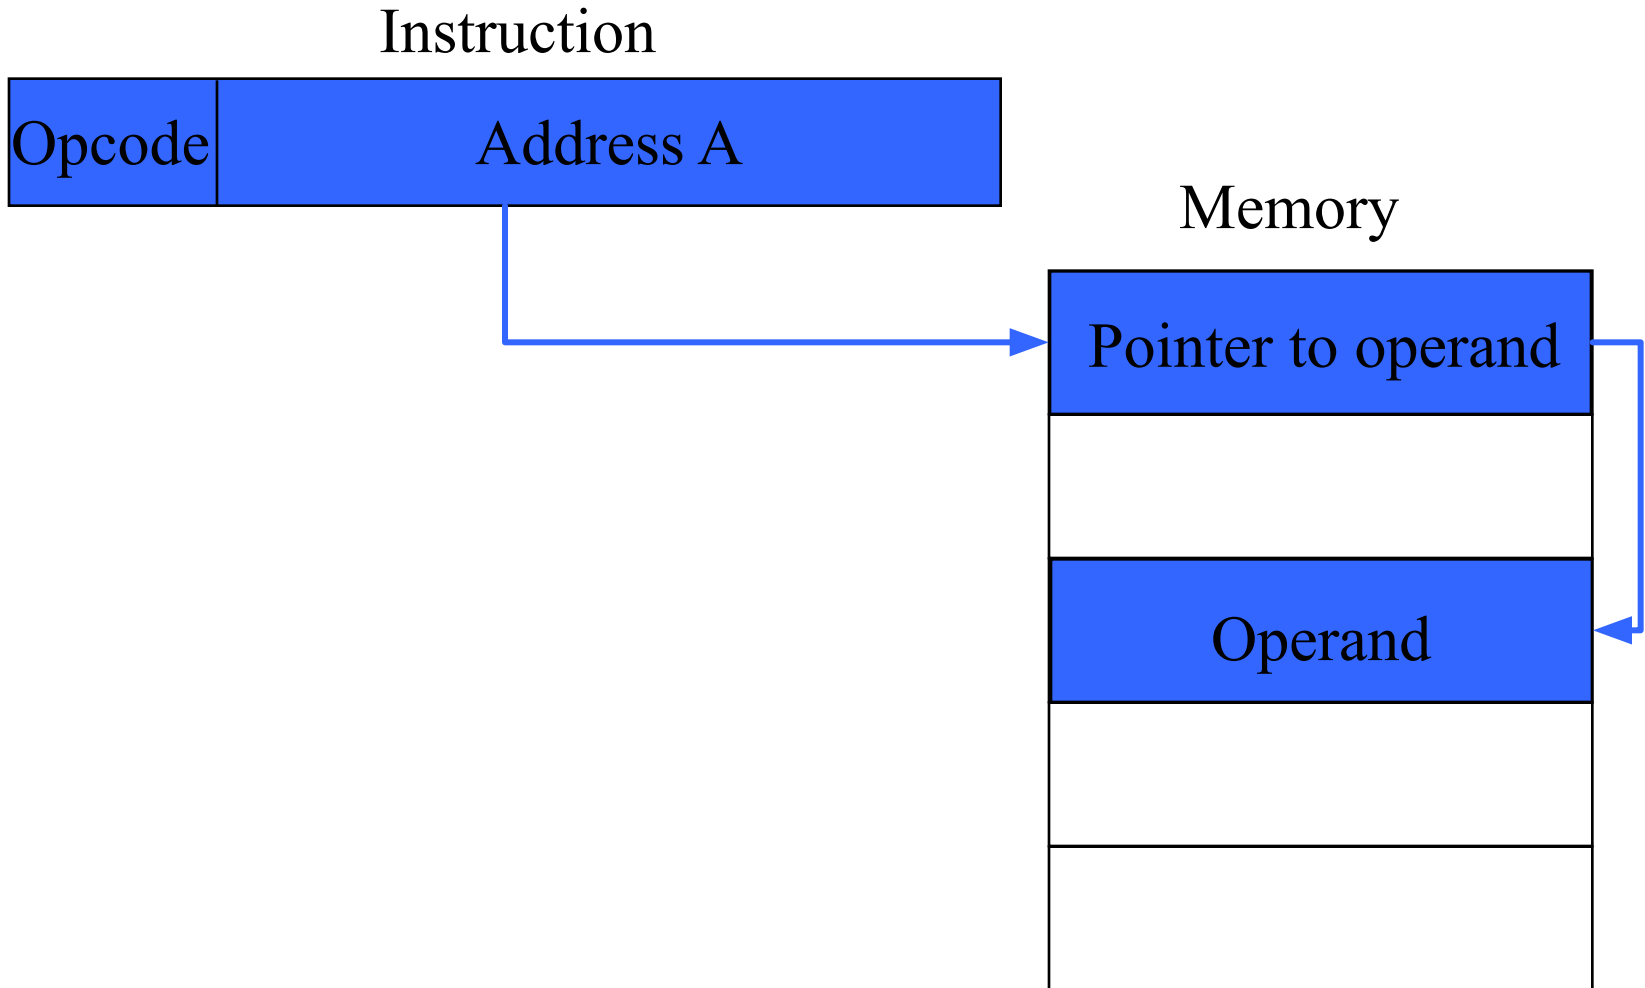 Instruction
Opcode
Address A
Memory
Pointer to operand
Operand